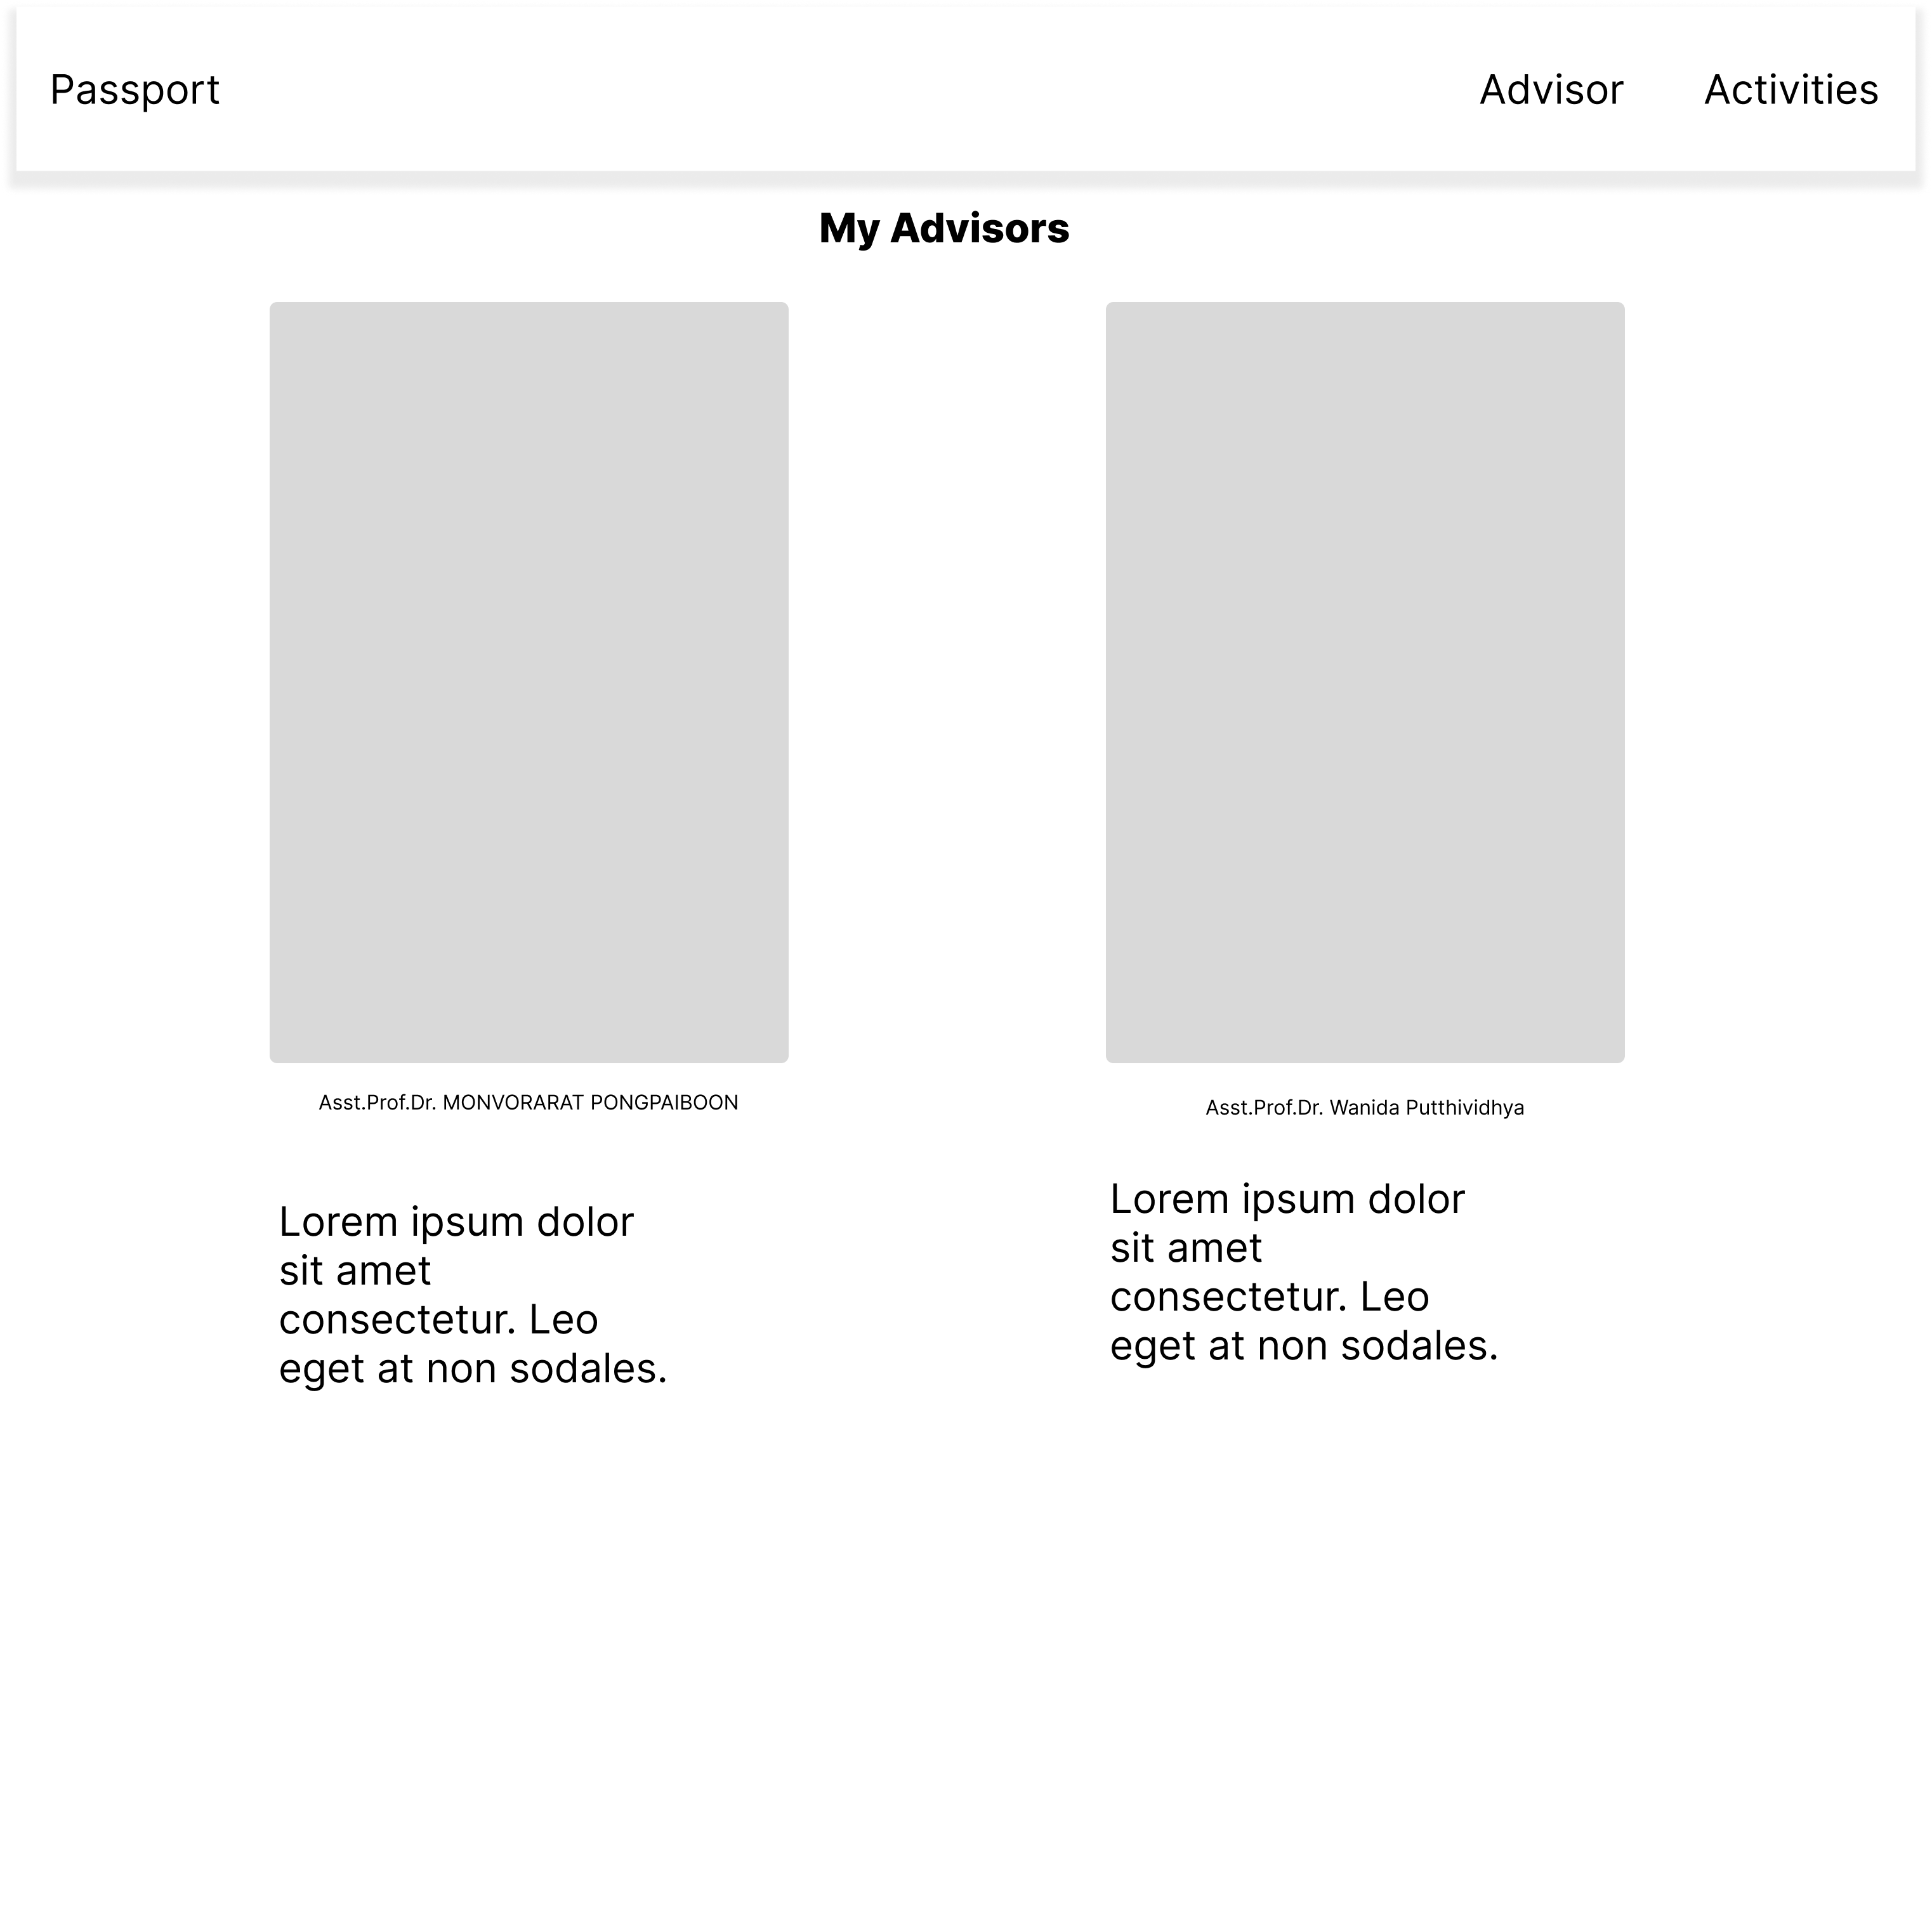 Passport
Advisor
Activities
My Advisors
Asst.Prof.Dr. MONVORARAT PONGPAIBOON
Lorem ipsum dolor
sit amet
consectetur. Leo
eget at non sodales.
Asst.Prof.Dr. Wanida Putthividhya
Lorem ipsum dolor
sit amet
consectetur. Leo
eget at non sodales.